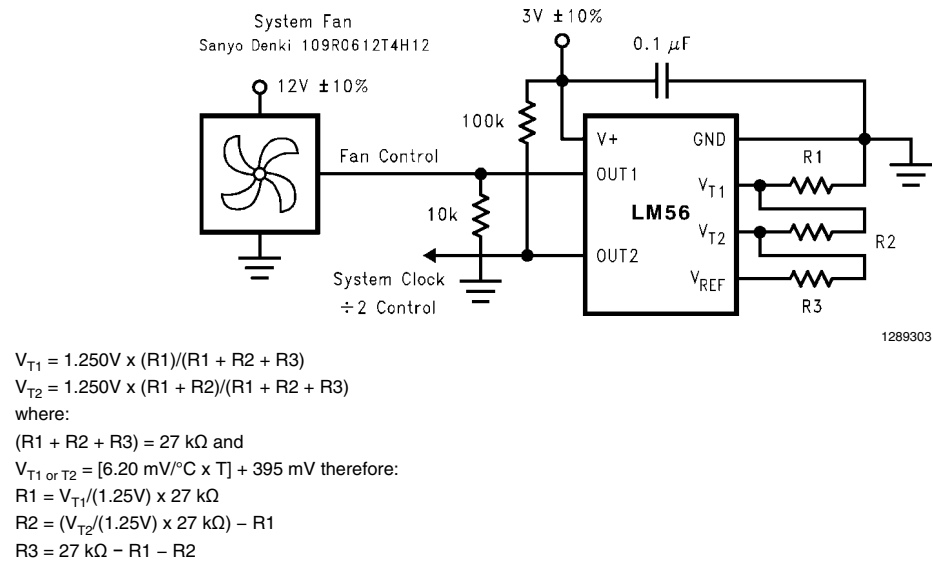 System Fan
Sanyo Denki 109R0612T4H12
12V ±10%
3V ±10%
0.1 μF
100k
Fan Control
10k
System Clock
÷2 Control
V+
GND
OUT1
V_T1
LM56
V_T2
OUT2
V_REF
R1
R2
R3
1289303
V_T1 = 1.250V x (R1)/(R1 + R2 + R3)
V_T2 = 1.250V x (R1 + R2)/(R1 + R2 + R3)
where:
(R1 + R2 + R3) = 27 kΩ and
V_T1 or T2 = [6.20 mV/°C x T] + 395 mV therefore:
R1 = V_T1/(1.25V) x 27 kΩ
R2 = (V_T2/(1.25V) x 27 kΩ) − R1
R3 = 27 kΩ − R1 − R2